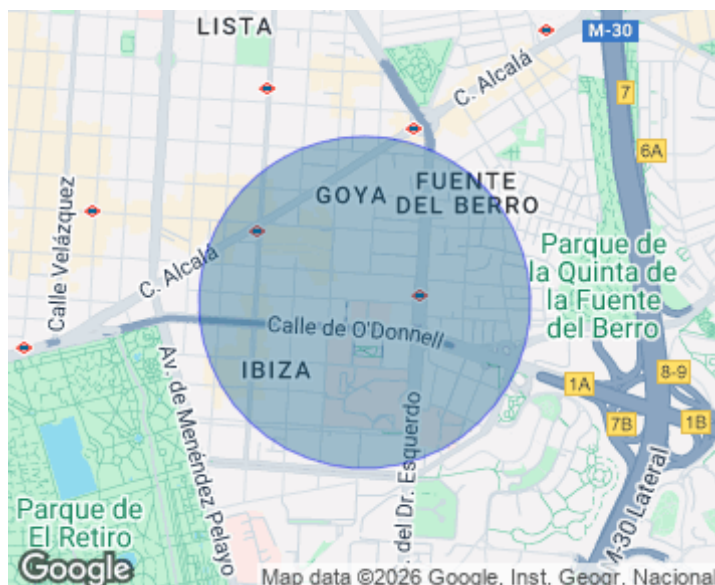 LISTA
M-30
C. Alcalá
7
6A
GOYA
FUENTE
DEL BERRO
Calle Velázquez
C. Alcalá
Parque de
la Quinta de
la Fuente
del Berro
Calle de O'Donnell
IBIZA
Av. de Menéndez Pelayo
. del Dr. Esquerdo
1A
8-9
7B
1B
M-30 Lateral
Parque de
El Retiro
Google
Map data ©2026 Google, Inst. Geogr. Nacional